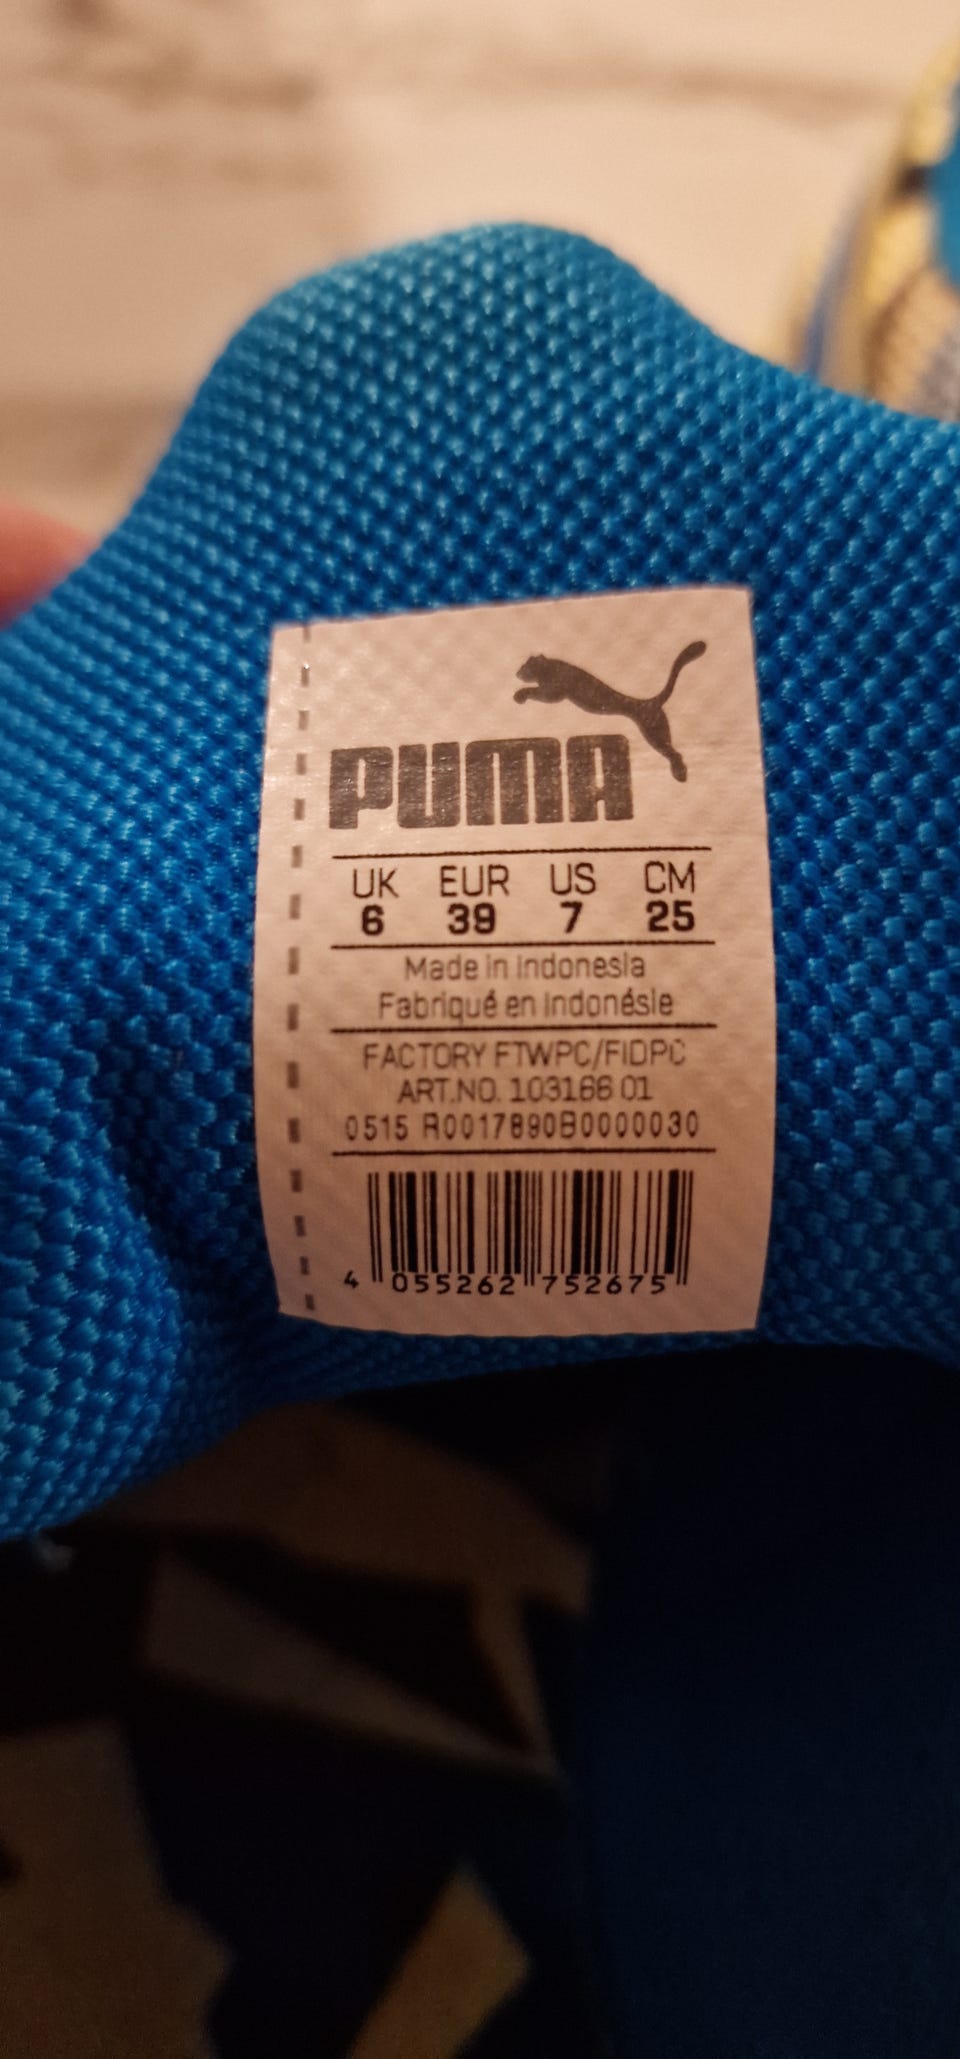 PUMA
UK EUR US CM
6 39 7 25
Made in Indonesia
Fabriqué en Indonésie
FACTORY FTWPC/FIDPC
ART.NO. 103166 01
0515 R0017890B0000030
4 055262 752675